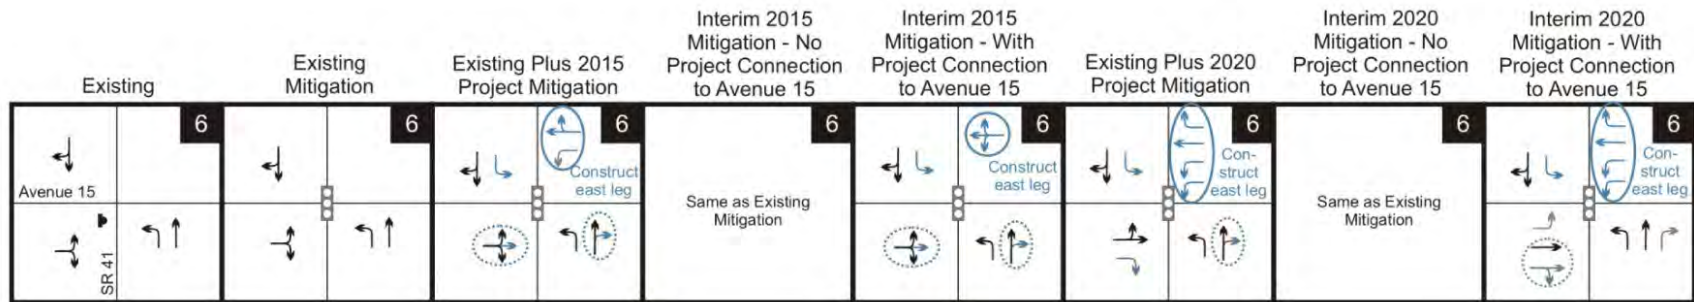 Existing
Existing
Mitigation
Existing Plus 2015
Project Mitigation
Interim 2015
Mitigation - No
Project Connection
to Avenue 15
Interim 2015
Mitigation - With
Project Connection
to Avenue 15
Existing Plus 2020
Project Mitigation
Interim 2020
Mitigation - No
Project Connection
to Avenue 15
Interim 2020
Mitigation - With
Project Connection
to Avenue 15
6
Avenue 15
SR 41
6
6
Construct
east leg
6
Same as Existing
Mitigation
6
Construct
east leg
6
Con-
struct
east leg
6
Same as Existing
Mitigation
6
Con-
struct
east leg